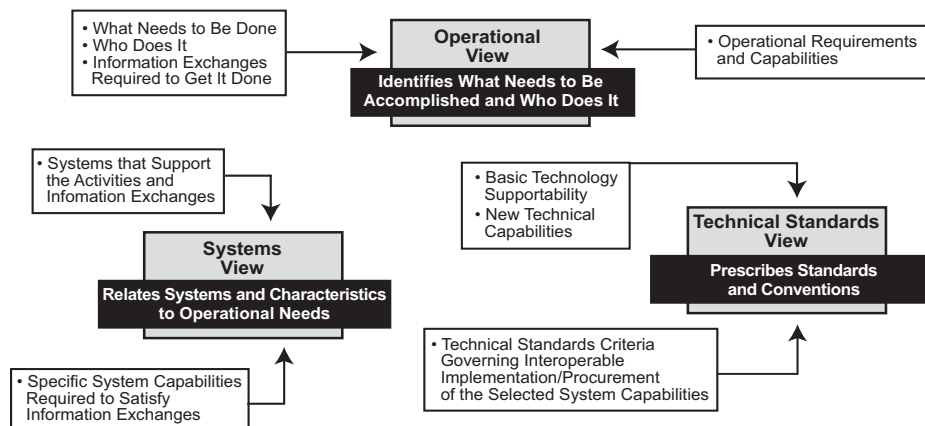 • What Needs to Be Done
• Who Does It
• Information Exchanges
Required to Get It Done
Operational
View
Identifies What Needs to Be
Accomplished and Who Does It
• Operational Requirements
and Capabilities
• Systems that Support
the Activities and
Infomation Exchanges
Systems
View
Relates Systems and Characteristics
to Operational Needs
• Specific System Capabilities
Required to Satisfy
Information Exchanges
• Basic Technology
Supportability
• New Technical
Capabilities
Technical Standards
View
Prescribes Standards
and Conventions
• Technical Standards Criteria
Governing Interoperable
Implementation/Procurement
of the Selected System Capabilities